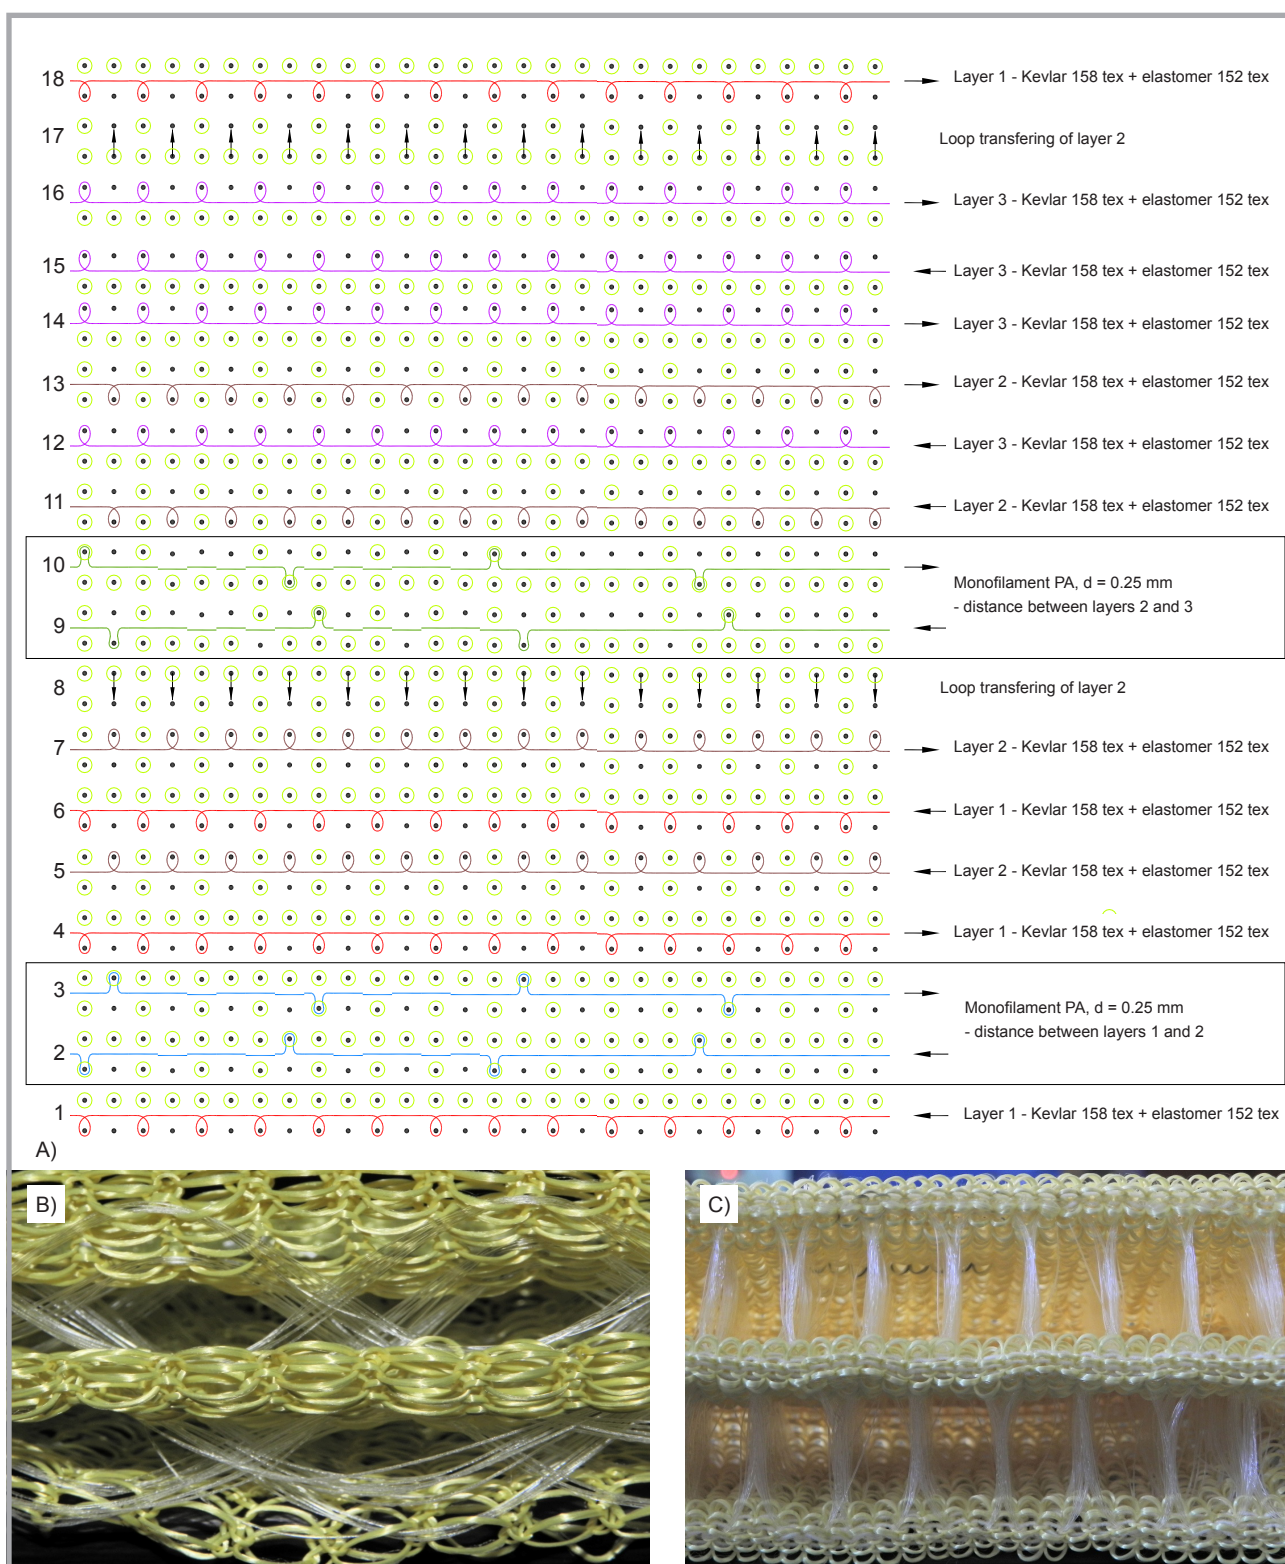 18 Layer 1 - Kevlar 158 tex + elastomer 152 tex
17 Loop transfering of layer 2
16 Layer 3 - Kevlar 158 tex + elastomer 152 tex
15 Layer 3 - Kevlar 158 tex + elastomer 152 tex
14 Layer 3 - Kevlar 158 tex + elastomer 152 tex
13 Layer 2 - Kevlar 158 tex + elastomer 152 tex
12 Layer 3 - Kevlar 158 tex + elastomer 152 tex
11 Layer 2 - Kevlar 158 tex + elastomer 152 tex
10
Monofilament PA, d = 0.25 mm
- distance between layers 2 and 3
9
8 Loop transfering of layer 2
7 Layer 2 - Kevlar 158 tex + elastomer 152 tex
6 Layer 1 - Kevlar 158 tex + elastomer 152 tex
5 Layer 2 - Kevlar 158 tex + elastomer 152 tex
4 Layer 1 - Kevlar 158 tex + elastomer 152 tex
3
Monofilament PA, d = 0.25 mm
- distance between layers 1 and 2
2
1 Layer 1 - Kevlar 158 tex + elastomer 152 tex
A)
B)
C)